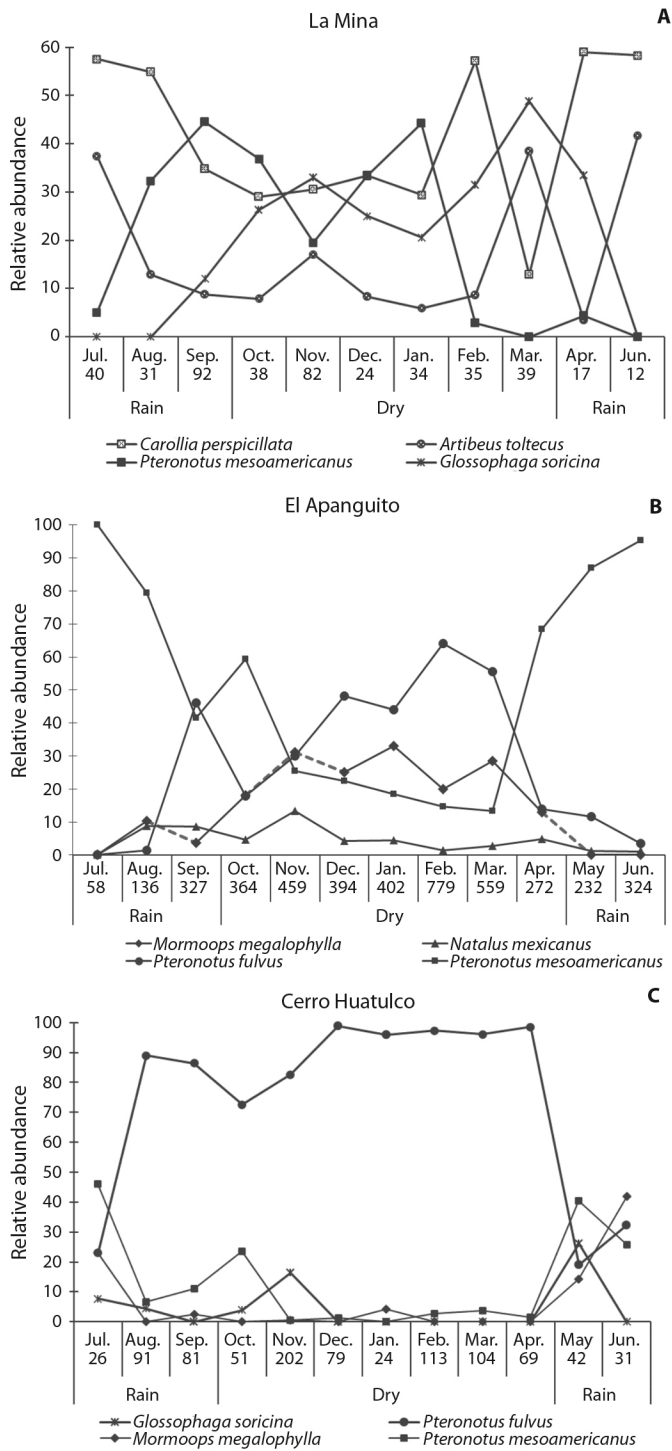 La Mina
A
60
50
40
30
20
10
0
Relative abundance
Jul. Aug. Sep. Oct. Nov. Dec. Jan. Feb. Mar. Apr. Jun.
40 31 92 38 82 24 34 35 39 17 12
Rain Dry Rain
Carollia perspicillata Artibeus toltecus
Pteronotus mesoamericanus Glossophaga soricina
El Apanguito
B
100
90
80
70
60
50
40
30
20
10
0
Relative abundance
Jul. Aug. Sep. Oct. Nov. Dec. Jan. Feb. Mar. Apr. May Jun.
58 136 327 364 459 394 402 779 559 272 232 324
Rain Dry Rain
Mormoops megalophylla Natalus mexicanus
Pteronotus fulvus Pteronotus mesoamericanus
Cerro Huatulco
C
100
90
80
70
60
50
40
30
20
10
0
Relative abundance
Jul. Aug. Sep. Oct. Nov. Dec. Jan. Feb. Mar. Apr. May Jun.
26 91 81 51 202 79 24 113 104 69 42 31
Rain Dry Rain
Glossophaga soricina Pteronotus fulvus
Mormoops megalophylla Pteronotus mesoamericanus